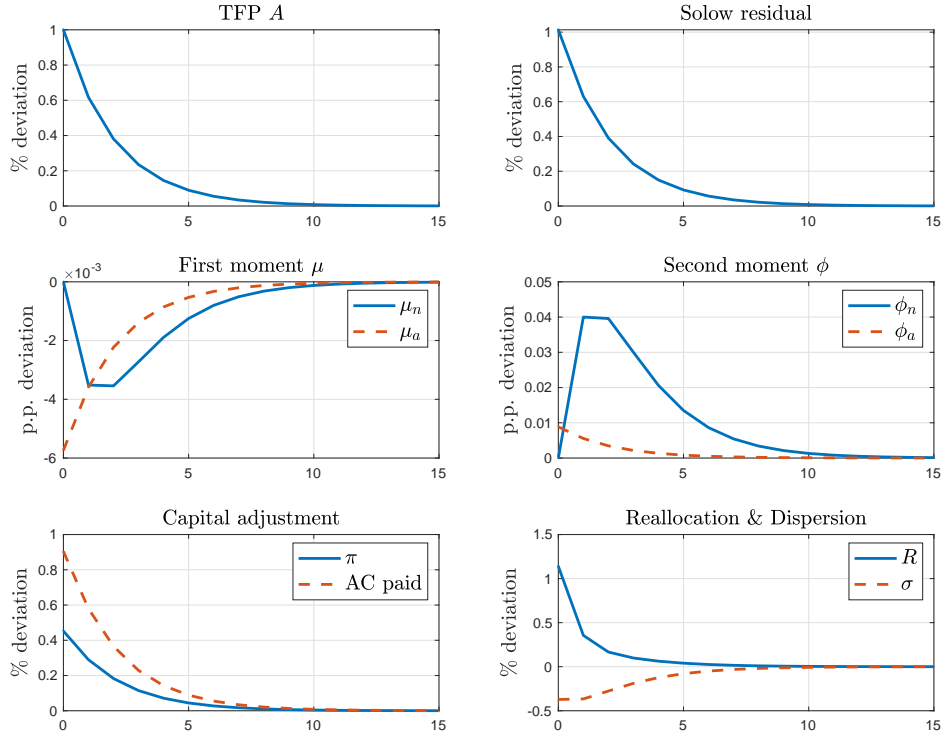 TFP A
% deviation
1
0.8
0.6
0.4
0.2
0
0 5 10 15
Solow residual
% deviation
1
0.8
0.6
0.4
0.2
0
0 5 10 15
First moment μ
×10⁻³
p.p. deviation
0
-2
-4
-6
0 5 10 15
μₙ
μₐ
Second moment ϕ
p.p. deviation
0.05
0.04
0.03
0.02
0.01
0
0 5 10 15
ϕₙ
ϕₐ
Capital adjustment
% deviation
1
0.8
0.6
0.4
0.2
0
0 5 10 15
π
AC paid
Reallocation & Dispersion
% deviation
1.5
1
0.5
0
-0.5
0 5 10 15
R
σ